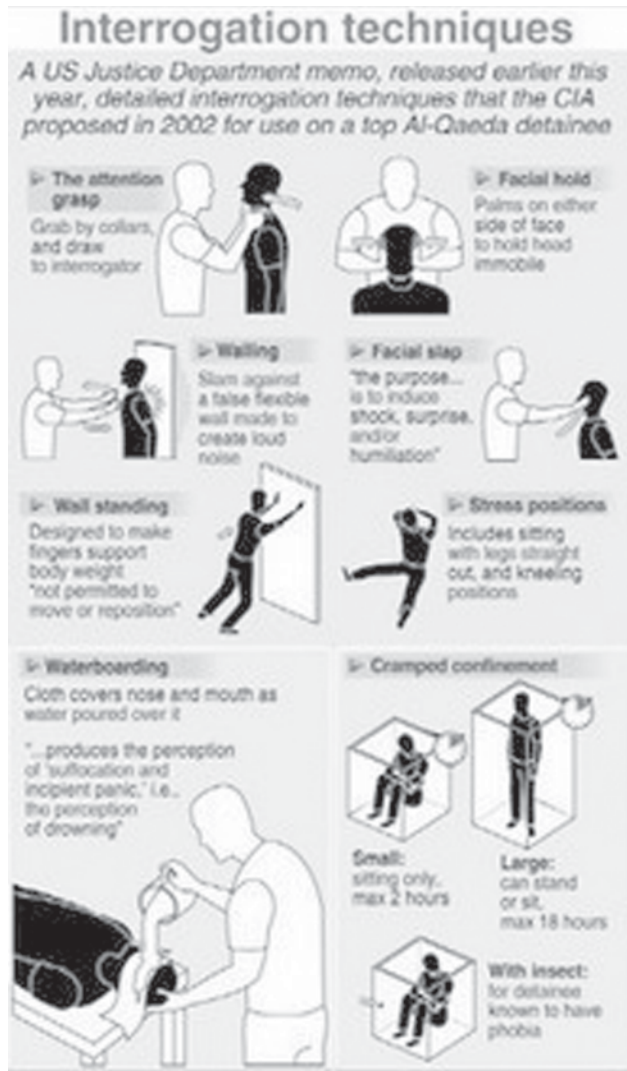 Interrogation techniques
A US Justice Department memo, released earlier this
year, detailed interrogation techniques that the CIA
proposed in 2002 for use on a top Al-Qaeda detainee
The attention
grasp
Grab by collars,
and draw
to interrogator
Facial hold
Palms on either
side of face
to hold head
immobile
Walling
Slam against
a false flexible
wall made to
create loud
noise
Facial slap
"the purpose...
is to induce
shock, surprise,
and/or
humiliation"
Wall standing
Designed to make
fingers support
body weight
"not permitted to
move or reposition"
Stress positions
Includes sitting
with legs straight
out, and kneeling
positions
Waterboarding
Cloth covers nose and mouth as
water poured over it
"...produces the perception
of 'suffocation and
incipient panic,' i.e.,
the perception
of drowning"
Cramped confinement
Small:
sitting only,
max 2 hours
Large:
can stand
or sit,
max 18 hours
With insect:
for detainee
known to have
phobia